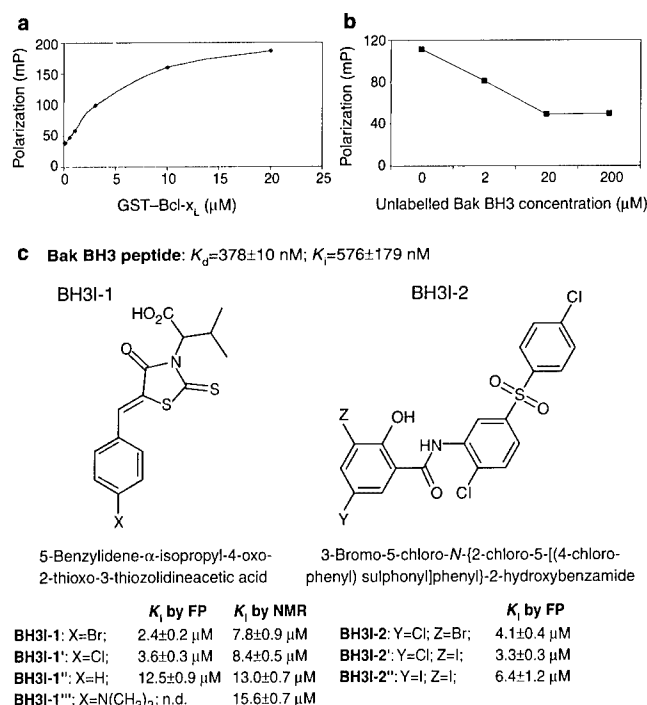 a
200
150
100
50
0
Polarization (mP)
0 5 10 15 20 25
GST–Bcl-xL (μM)
b
120
80
40
0
Polarization (mP)
0 2 20 200
Unlabelled Bak BH3 concentration (μM)
c Bak BH3 peptide: Kd=378±10 nM; Ki=576±179 nM
BH3I-1
HO2C
O
N
S
S
X
5-Benzylidene-α-isopropyl-4-oxo-
2-thioxo-3-thiozolidineacetic acid
BH3I-2
Cl
O
S
O
Z
OH
HN
O
Cl
Y
3-Bromo-5-chloro-N-{2-chloro-5-[(4-chloro-
phenyl) sulphonyl]phenyl}-2-hydroxybenzamide
KI by FP KI by NMR
BH3I-1: X=Br; 2.4±0.2 μM 7.8±0.9 μM
BH3I-1': X=Cl; 3.6±0.3 μM 8.4±0.5 μM
BH3I-1'': X=H; 12.5±0.9 μM 13.0±0.7 μM
BH3I-1''': X=N(CH3)2; n.d. 15.6±0.7 μM
KI by FP
BH3I-2: Y=Cl; Z=Br; 4.1±0.4 μM
BH3I-2': Y=Cl; Z=I; 3.3±0.3 μM
BH3I-2'': Y=I; Z=I; 6.4±1.2 μM